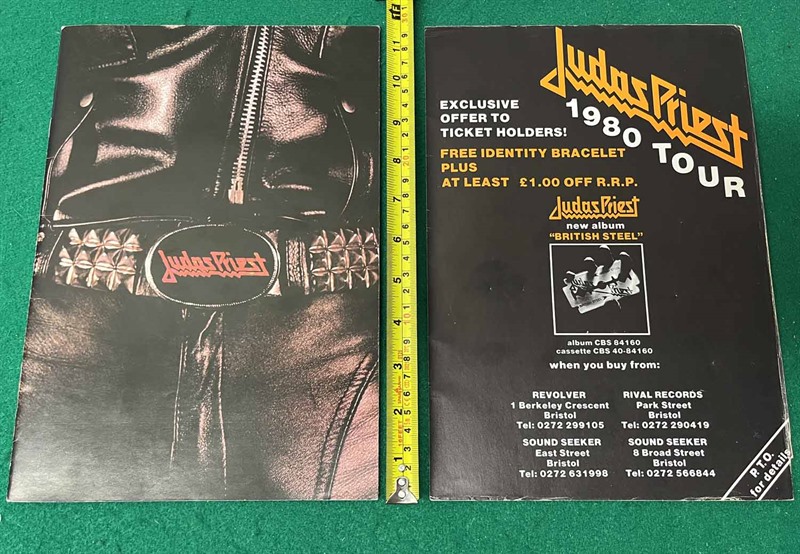 Judas Priest
Judas Priest
1980 TOUR
EXCLUSIVE
OFFER TO
TICKET HOLDERS!
FREE IDENTITY BRACELET
PLUS
AT LEAST £1.00 OFF R.R.P.
Judas Priest
new album
"BRITISH STEEL"
album CBS 84160
cassette CBS 40-84160
when you buy from:
REVOLVER
1 Berkeley Crescent
Bristol
Tel: 0272 299105
RIVAL RECORDS
Park Street
Bristol
Tel: 0272 290419
SOUND SEEKER
East Street
Bristol
Tel: 0272 631998
SOUND SEEKER
8 Broad Street
Bristol
Tel: 0272 566844
P.T.O.
for details